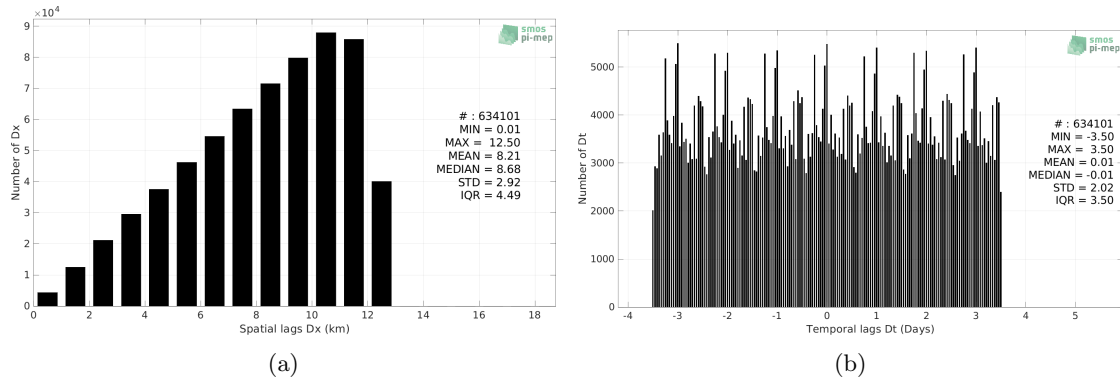 ×10⁴
9
8
7
6
5
4
3
2
1
0
Number of Dx
0 2 4 6 8 10 12 14 16 18
Spatial lags Dx (km)
smos
pi-mep
# : 634101
MIN = 0.01
MAX = 12.50
MEAN = 8.21
MEDIAN = 8.68
STD = 2.92
IQR = 4.49
(a)
5000
4000
3000
2000
1000
0
Number of Dt
-4 -3 -2 -1 0 1 2 3 4 5
Temporal lags Dt (Days)
smos
pi-mep
# : 634101
MIN = -3.50
MAX = 3.50
MEAN = 0.01
MEDIAN = -0.01
STD = 2.02
IQR = 3.50
(b)